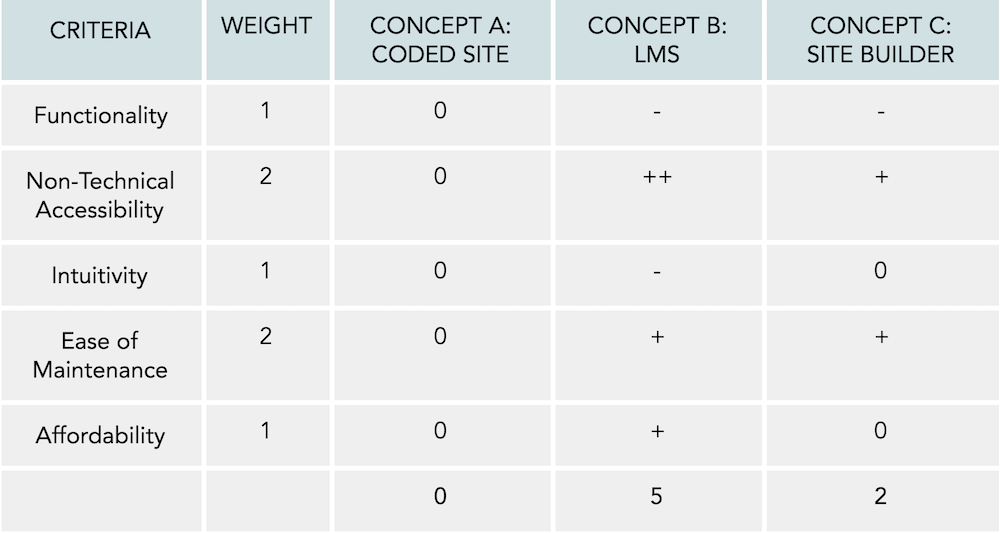 CRITERIA WEIGHT CONCEPT A: CONCEPT B: CONCEPT C:
CODED SITE LMS SITE BUILDER
Functionality 1 0 - -
Non-Technical 2 0 ++ +
Accessibility
Intuitivity 1 0 - 0
Ease of 2 0 + +
Maintenance
Affordability 1 0 + 0
0 5 2